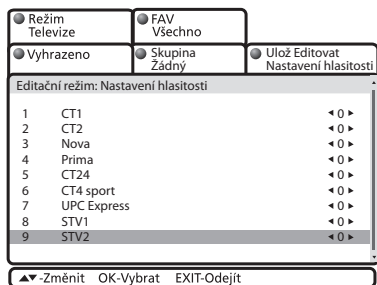 Režim
Televize
FAV
Všechno
Vyhrazeno
Skupina
Žádný
Ulož Editovat
Nastavení hlasitosti
Editační režim: Nastavení hlasitosti
1 CT1 ◂ 0 ▸
2 CT2 ◂ 0 ▸
3 Nova ◂ 0 ▸
4 Prima ◂ 0 ▸
5 CT24 ◂ 0 ▸
6 CT4 sport ◂ 0 ▸
7 UPC Express ◂ 0 ▸
8 STV1 ◂ 0 ▸
9 STV2 ◂ 0 ▸
▲▼-Změnit OK-Vybrat EXIT-Odejít